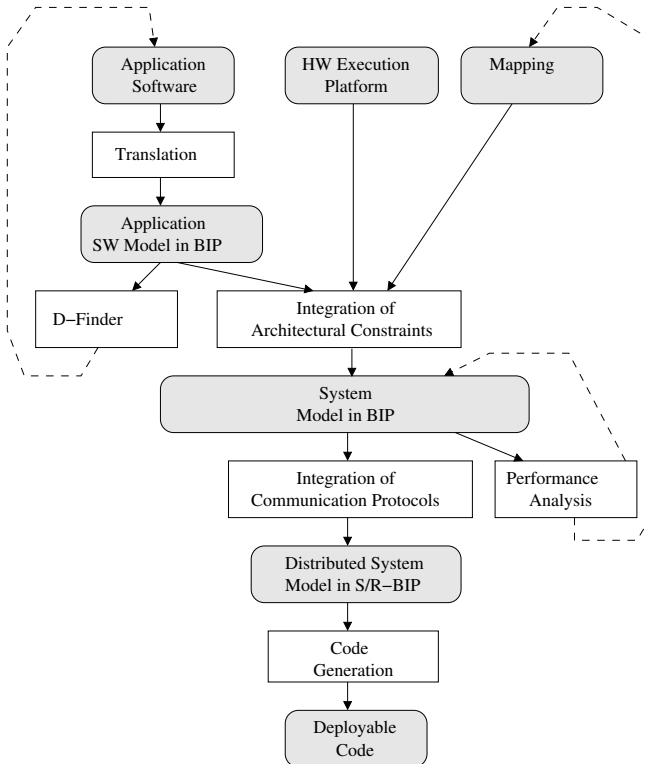 Application
Software
HW Execution
Platform
Mapping
Translation
Application
SW Model in BIP
D−Finder
Integration of
Architectural Constraints
System
Model in BIP
Integration of
Communication Protocols
Performance
Analysis
Distributed System
Model in S/R−BIP
Code
Generation
Deployable
Code